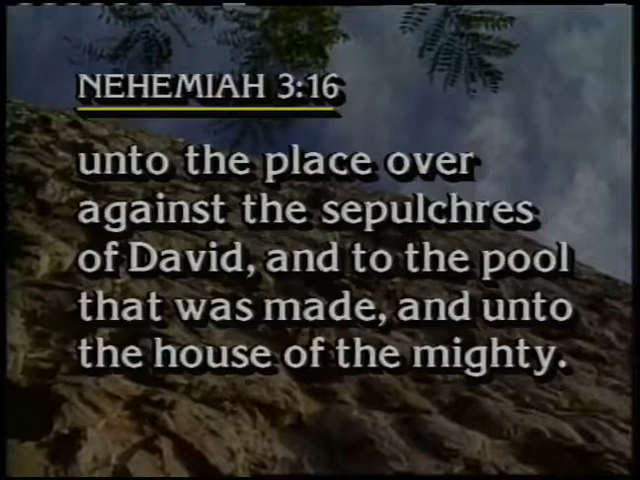 NEHEMIAH 3:16
unto the place over
against the sepulchres
of David, and to the pool
that was made, and unto
the house of the mighty.